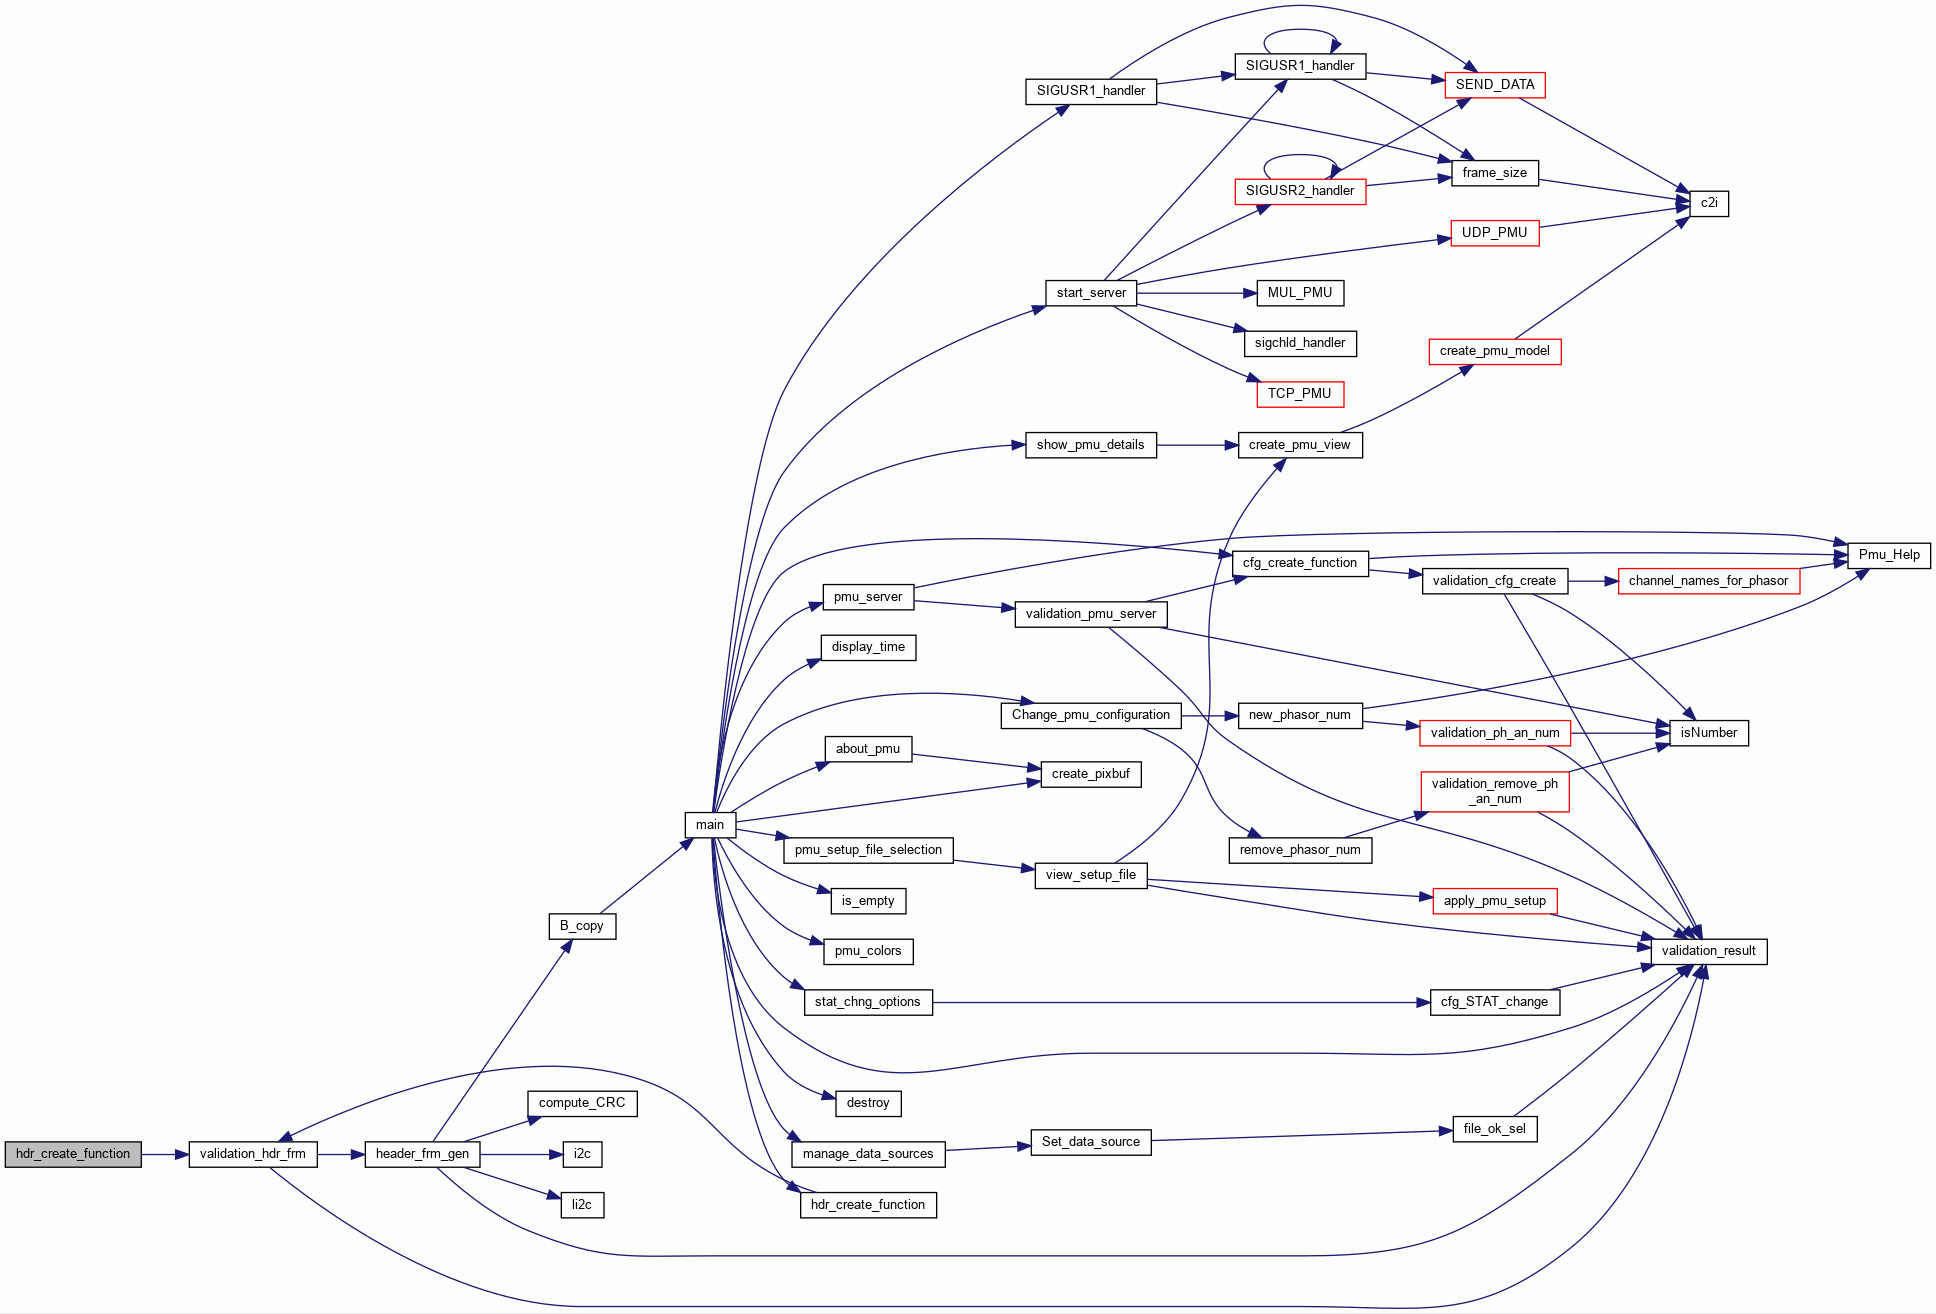 SIGUSR1_handler
SIGUSR1_handler
SEND_DATA
frame_size
SIGUSR2_handler
c2i
UDP_PMU
start_server
MUL_PMU
sigchld_handler
create_pmu_model
TCP_PMU
show_pmu_details
create_pmu_view
Pmu_Help
cfg_create_function
validation_cfg_create
channel_names_for_phasor
pmu_server
validation_pmu_server
display_time
Change_pmu_configuration
new_phasor_num
validation_ph_an_num
isNumber
about_pmu
create_pixbuf
validation_remove_ph
_an_num
main
pmu_setup_file_selection
remove_phasor_num
view_setup_file
is_empty
apply_pmu_setup
B_copy
pmu_colors
validation_result
stat_chng_options
cfg_STAT_change
compute_CRC
destroy
file_ok_sel
hdr_create_function
validation_hdr_frm
header_frm_gen
i2c
manage_data_sources
Set_data_source
li2c
hdr_create_function